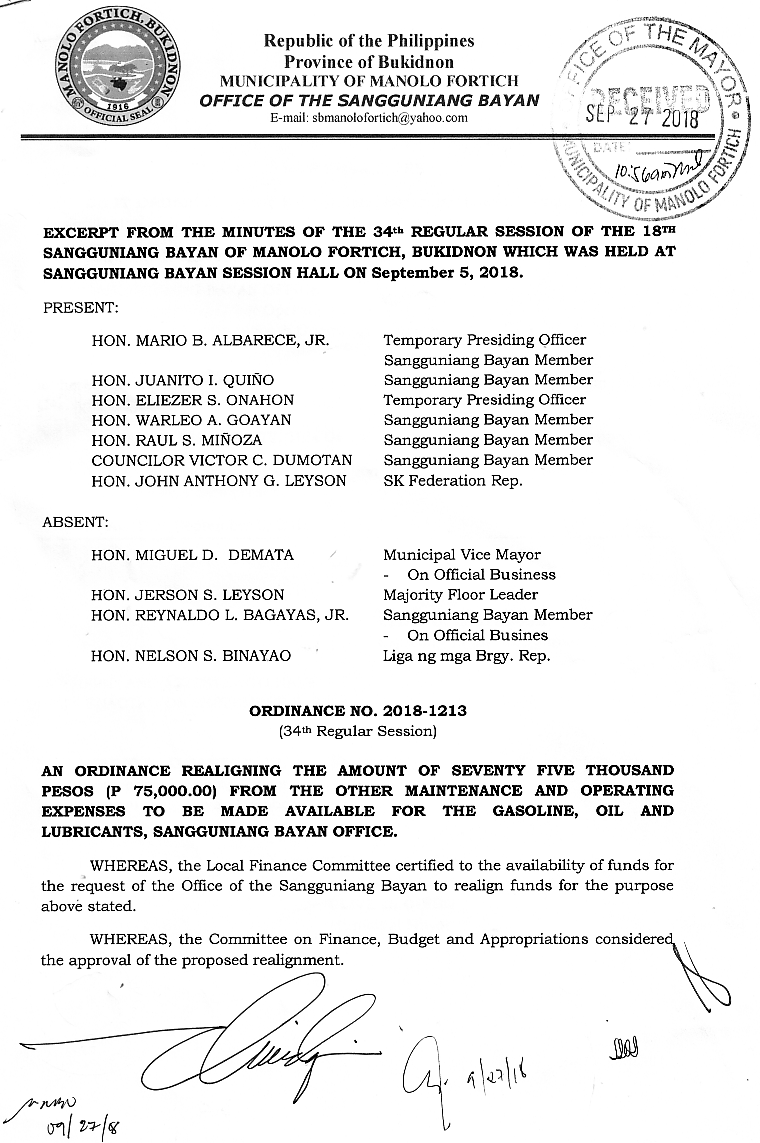 MANOLO FORTICH, BUKIDNON
1916
OFFICIAL SEAL
Republic of the Philippines
Province of Bukidnon
MUNICIPALITY OF MANOLO FORTICH
OFFICE OF THE SANGGUNIANG BAYAN
E-mail: sbmanolofortich@yahoo.com
OFFICE OF THE MAYOR
RECEIVED
SEP 27 2018
DATE:
10:56am
MUNICIPALITY OF MANOLO FORTICH
EXCERPT FROM THE MINUTES OF THE 34th REGULAR SESSION OF THE 18TH
SANGGUNIANG BAYAN OF MANOLO FORTICH, BUKIDNON WHICH WAS HELD AT
SANGGUNIANG BAYAN SESSION HALL ON September 5, 2018.
PRESENT:
HON. MARIO B. ALBARECE, JR. Temporary Presiding Officer
Sangguniang Bayan Member
HON. JUANITO I. QUIÑO Sangguniang Bayan Member
HON. ELIEZER S. ONAHON Temporary Presiding Officer
HON. WARLEO A. GOAYAN Sangguniang Bayan Member
HON. RAUL S. MIÑOZA Sangguniang Bayan Member
COUNCILOR VICTOR C. DUMOTAN Sangguniang Bayan Member
HON. JOHN ANTHONY G. LEYSON SK Federation Rep.
ABSENT:
HON. MIGUEL D. DEMATA Municipal Vice Mayor
- On Official Business
HON. JERSON S. LEYSON Majority Floor Leader
HON. REYNALDO L. BAGAYAS, JR. Sangguniang Bayan Member
- On Official Busines
HON. NELSON S. BINAYAO Liga ng mga Brgy. Rep.
ORDINANCE NO. 2018-1213
(34th Regular Session)
AN ORDINANCE REALIGNING THE AMOUNT OF SEVENTY FIVE THOUSAND
PESOS (P 75,000.00) FROM THE OTHER MAINTENANCE AND OPERATING
EXPENSES TO BE MADE AVAILABLE FOR THE GASOLINE, OIL AND
LUBRICANTS, SANGGUNIANG BAYAN OFFICE.
WHEREAS, the Local Finance Committee certified to the availability of funds for
the request of the Office of the Sangguniang Bayan to realign funds for the purpose
above stated.
WHEREAS, the Committee on Finance, Budget and Appropriations considered
the approval of the proposed realignment.
9/27/18
09/27/8